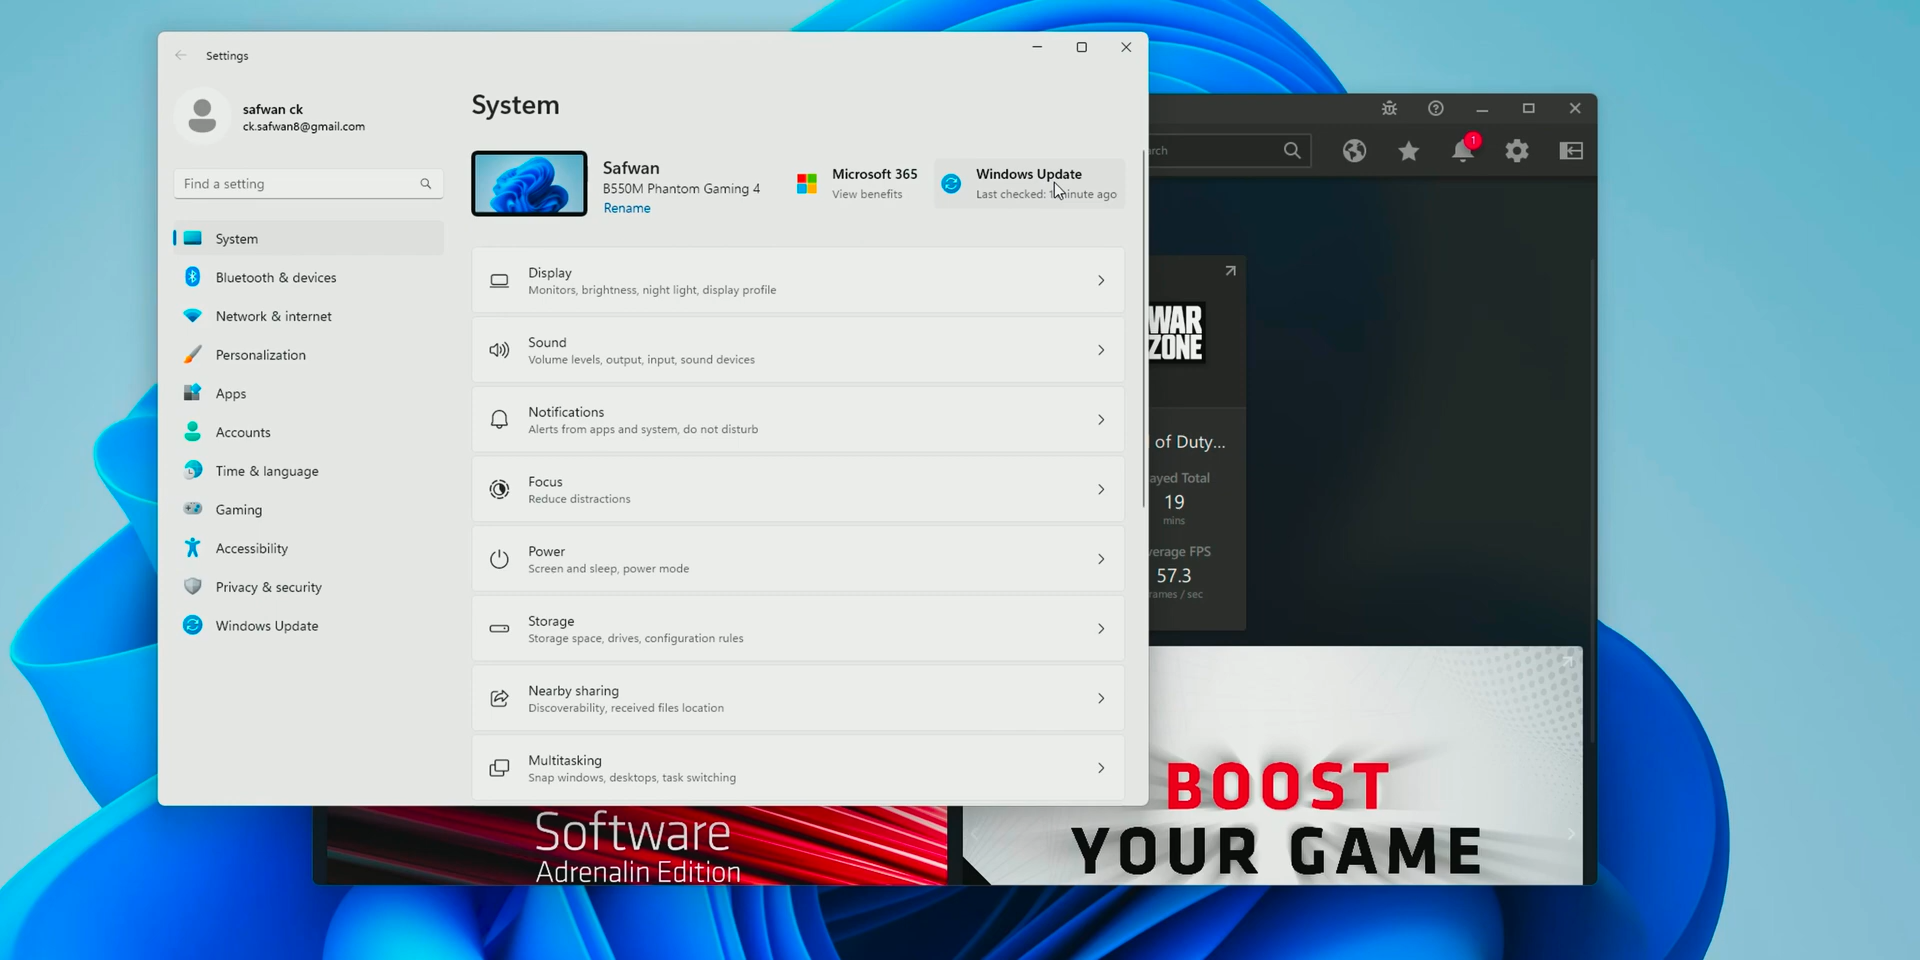 Settings
safwan ck
ck.safwan8@gmail.com
Find a setting
System
Bluetooth & devices
Network & internet
Personalization
Apps
Accounts
Time & language
Gaming
Accessibility
Privacy & security
Windows Update
System
Safwan
B550M Phantom Gaming 4
Rename
Microsoft 365
View benefits
Windows Update
Last checked: 1 minute ago
Display
Monitors, brightness, night light, display profile
Sound
Volume levels, output, input, sound devices
Notifications
Alerts from apps and system, do not disturb
Focus
Reduce distractions
Power
Screen and sleep, power mode
Storage
Storage space, drives, configuration rules
Nearby sharing
Discoverability, received files location
Multitasking
Snap windows, desktops, task switching
rch
1
WAR
ZONE
of Duty...
ayed Total
19
mins
verage FPS
57.3
rames / sec
Software
Adrenalin Edition
BOOST
YOUR GAME